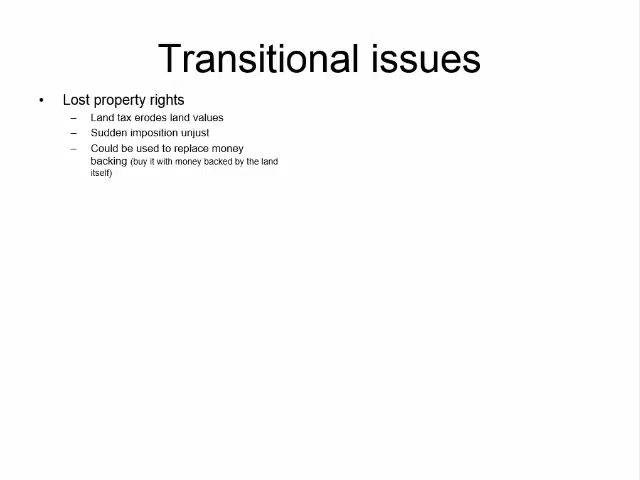 Transitional issues
• Lost property rights
– Land tax erodes land values
– Sudden imposition unjust
– Could be used to replace money
backing (buy it with money backed by the land
itself)